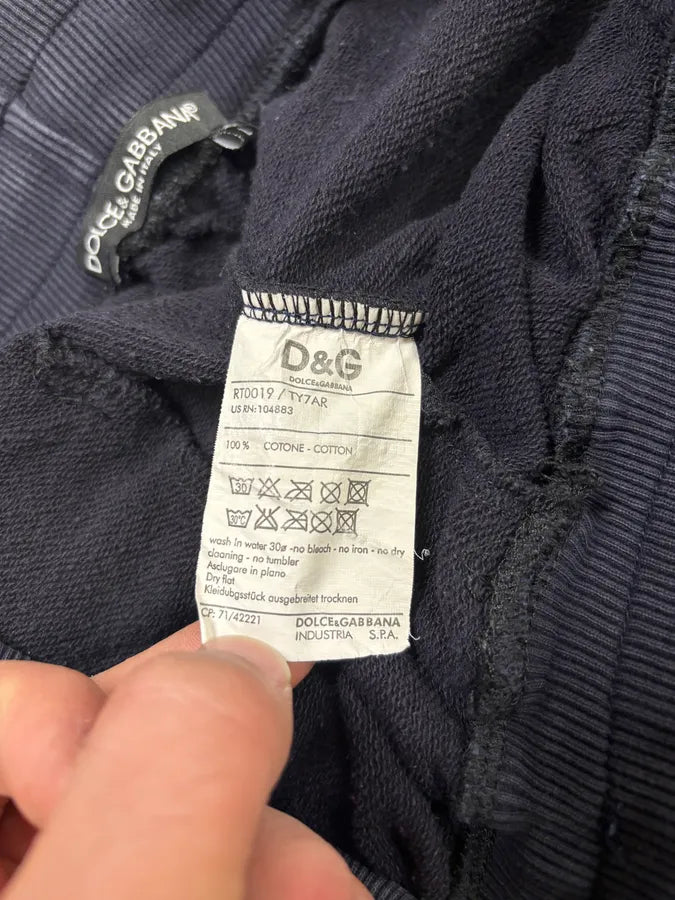 DOLCE&GABBANA®
MADE IN ITALY
D&G
DOLCE&GABBANA
RT0019 / TY7AR
US RN: 104883
100 % COTONE - COTTON
30
30°C
wash in water 30ø -no bleach - no iron - no dry
cleaning - no tumbler
Asciugare in piano
Dry flat
Kleidubgsstück ausgebreitet trocknen
CP: 71/42221 DOLCE&GABBANA
INDUSTRIA S.P.A.